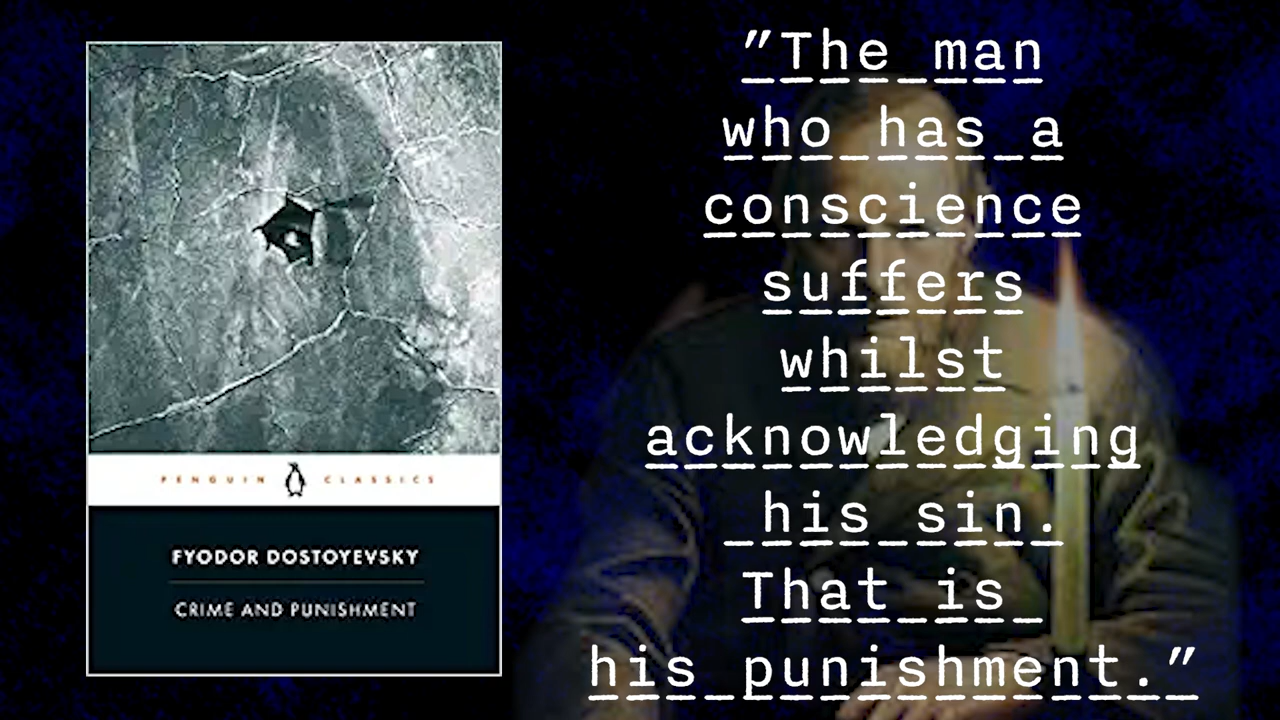 PENGUIN CLASSICS
FYODOR DOSTOYEVSKY
CRIME AND PUNISHMENT
"The man
who has a
conscience
suffers
whilst
acknowledging
his sin.
That is
his punishment."